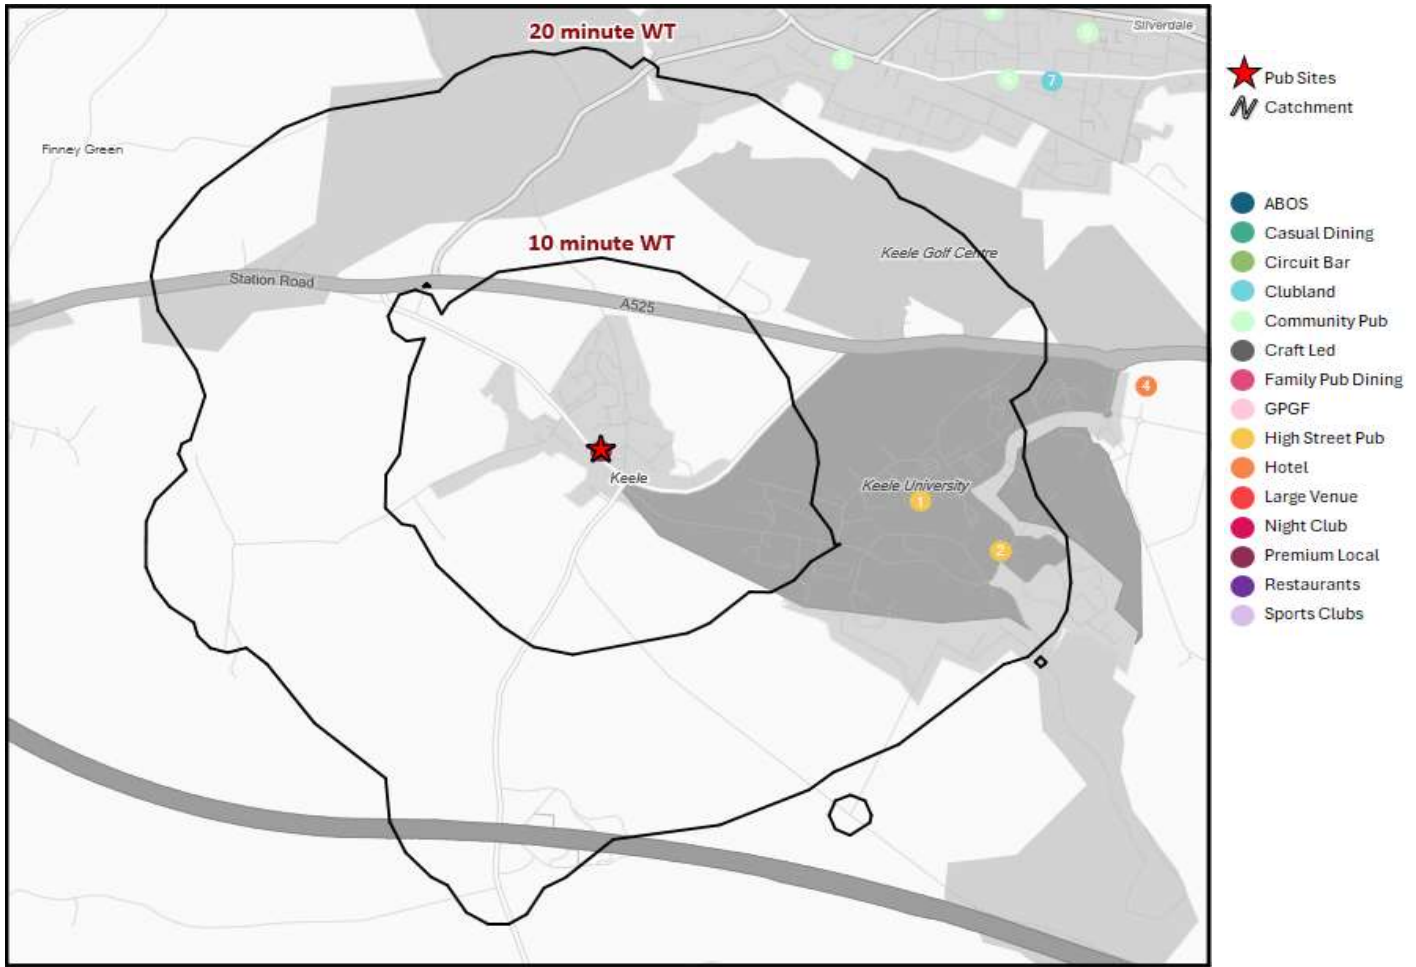 20 minute WT
Silverdale
7
Finney Green
10 minute WT
Keele Golf Centre
Station Road
A525
4
Keele
Keele University
1
2
Pub Sites
Catchment
ABOS
Casual Dining
Circuit Bar
Clubland
Community Pub
Craft Led
Family Pub Dining
GPGF
High Street Pub
Hotel
Large Venue
Night Club
Premium Local
Restaurants
Sports Clubs